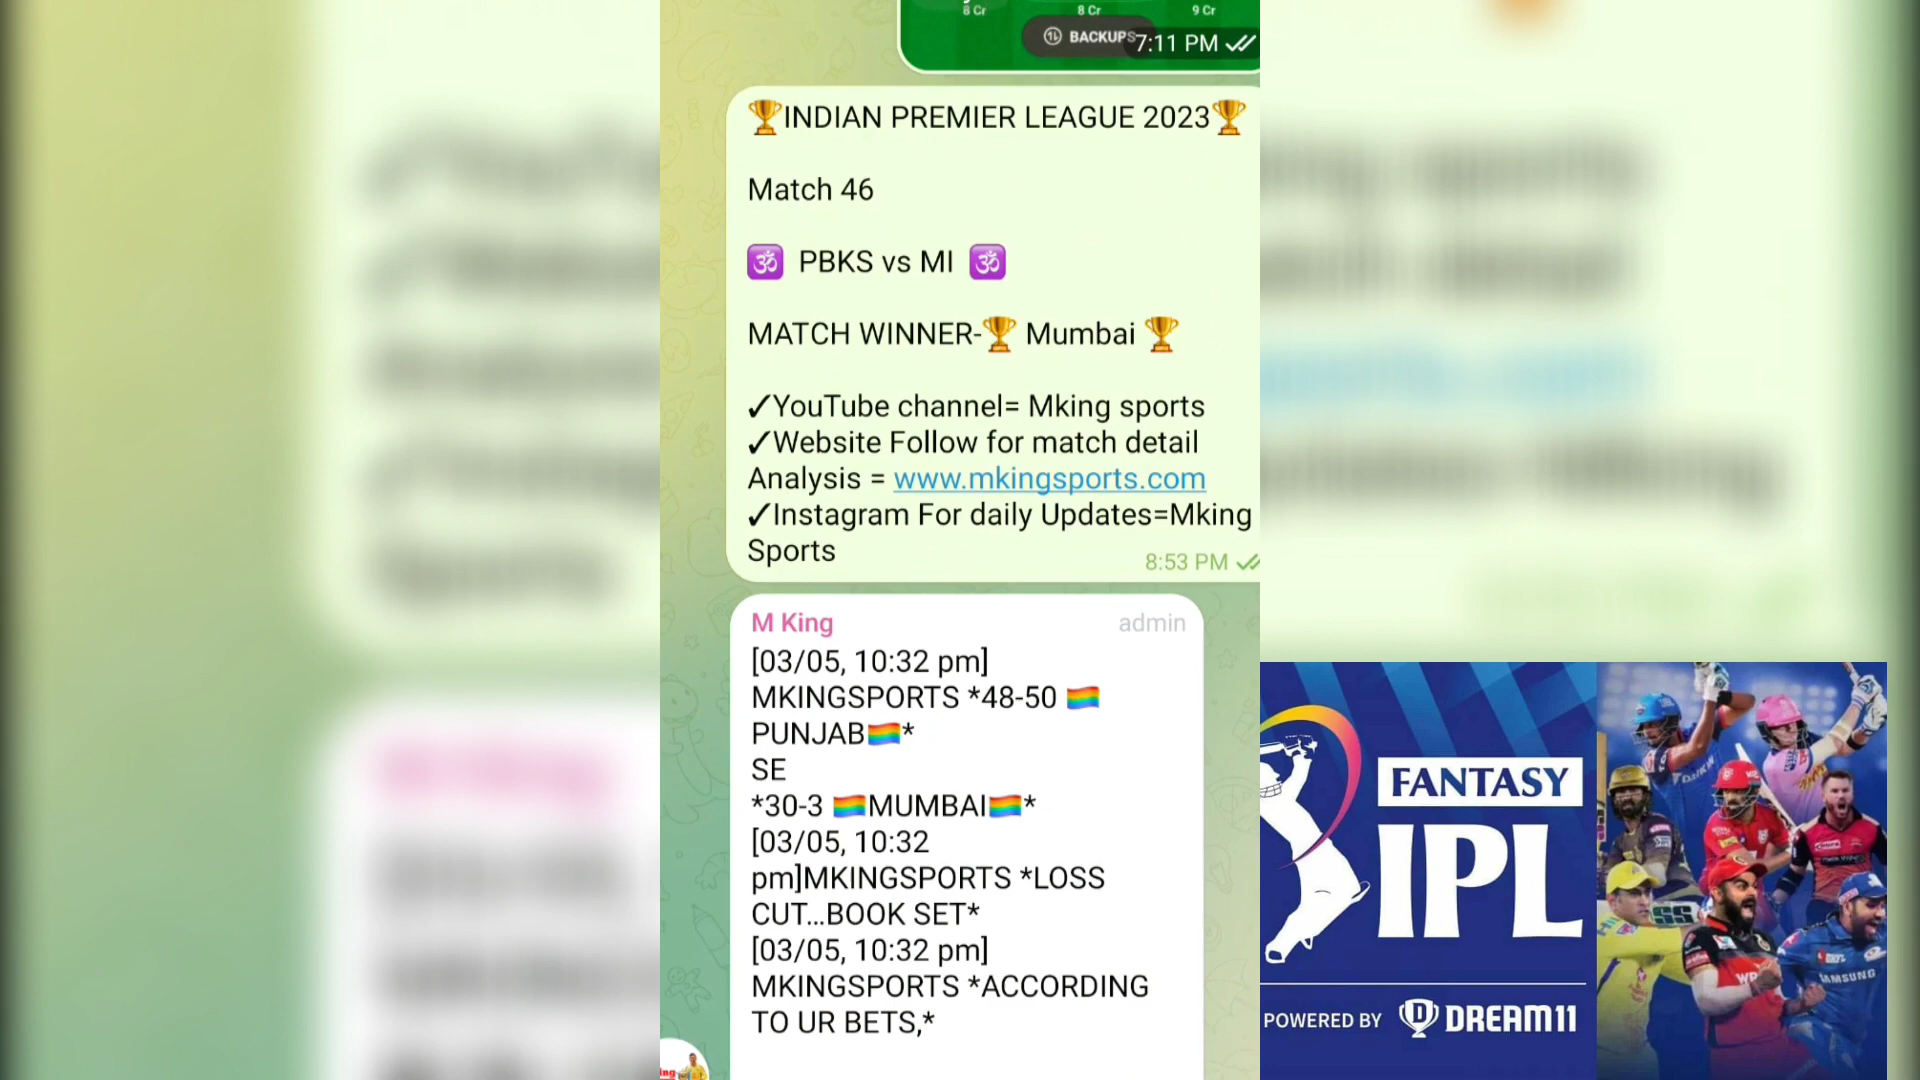 8 Cr 8 Cr 9 Cr
BACKUPS
7:11 PM
🏆INDIAN PREMIER LEAGUE 2023🏆
Match 46
🕉 PBKS vs MI 🕉
MATCH WINNER-🏆 Mumbai 🏆
✓YouTube channel= Mking sports
✓Website Follow for match detail
Analysis = www.mkingsports.com
✓Instagram For daily Updates=Mking
Sports
8:53 PM
M King admin
[03/05, 10:32 pm]
MKINGSPORTS *48-50 🏳️‍🌈
PUNJAB🏳️‍🌈*
SE
*30-3 🏳️‍🌈MUMBAI🏳️‍🌈*
[03/05, 10:32
pm]MKINGSPORTS *LOSS
CUT...BOOK SET*
[03/05, 10:32 pm]
MKINGSPORTS *ACCORDING
TO UR BETS,*
FANTASY
IPL
POWERED BY DREAM11
SAMSUNG